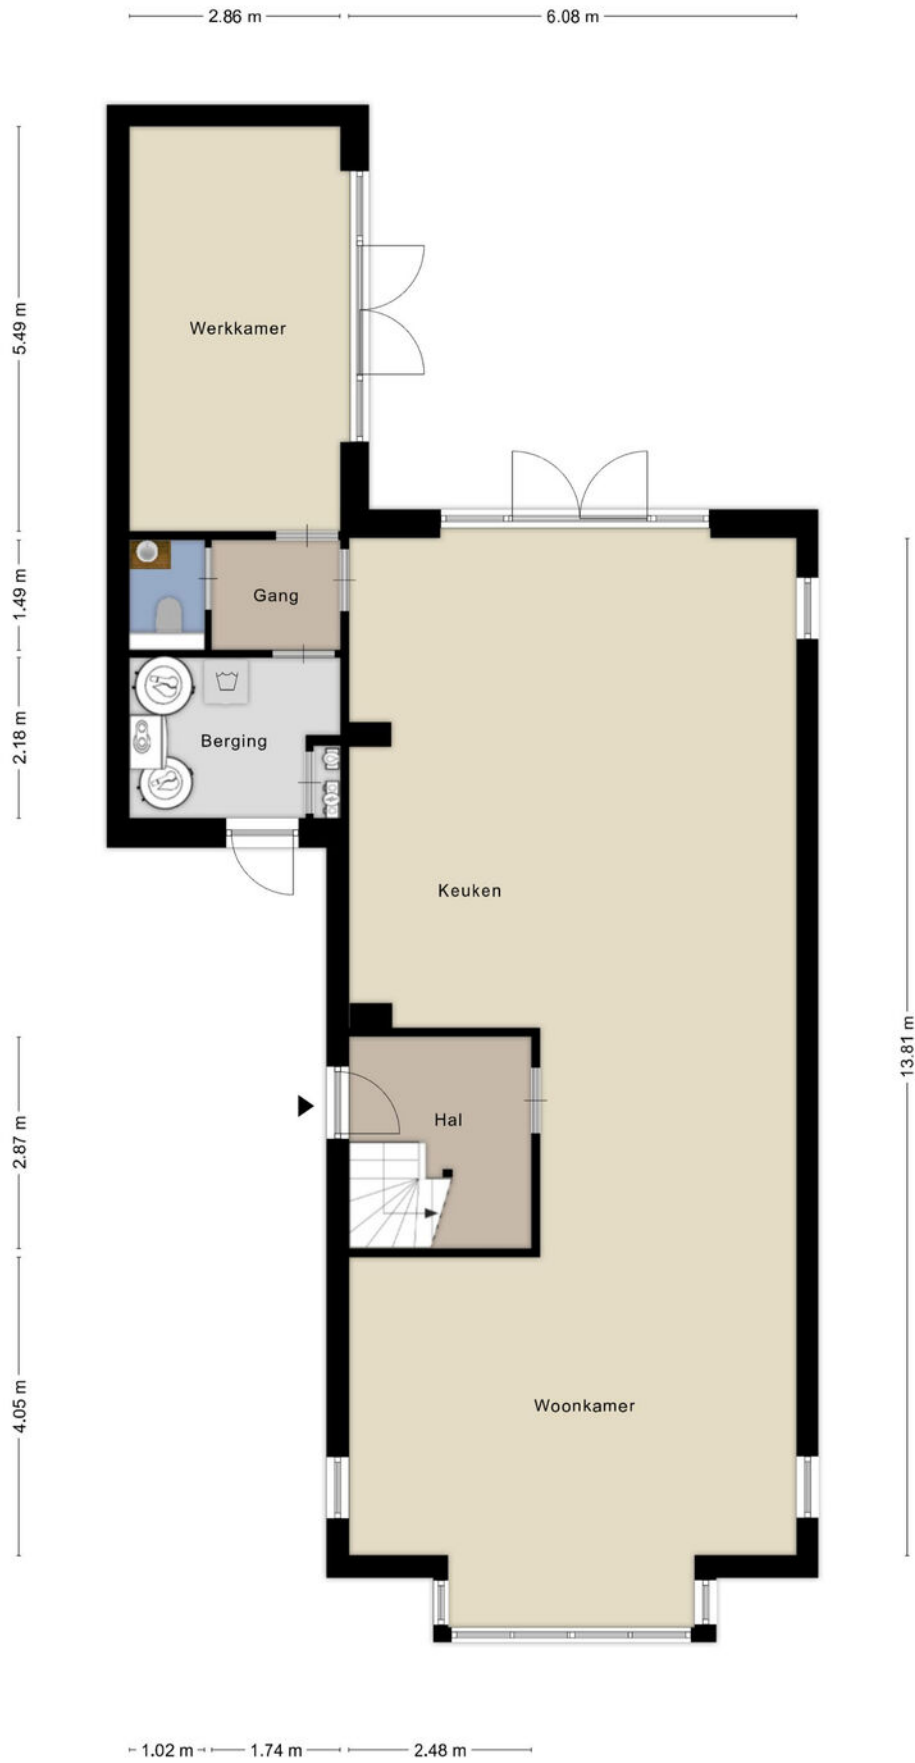 2.86 m
6.08 m
5.49 m
Werkkamer
1.49 m
Gang
2.18 m
Berging
Keuken
13.81 m
2.87 m
Hal
4.05 m
Woonkamer
1.02 m
1.74 m
2.48 m